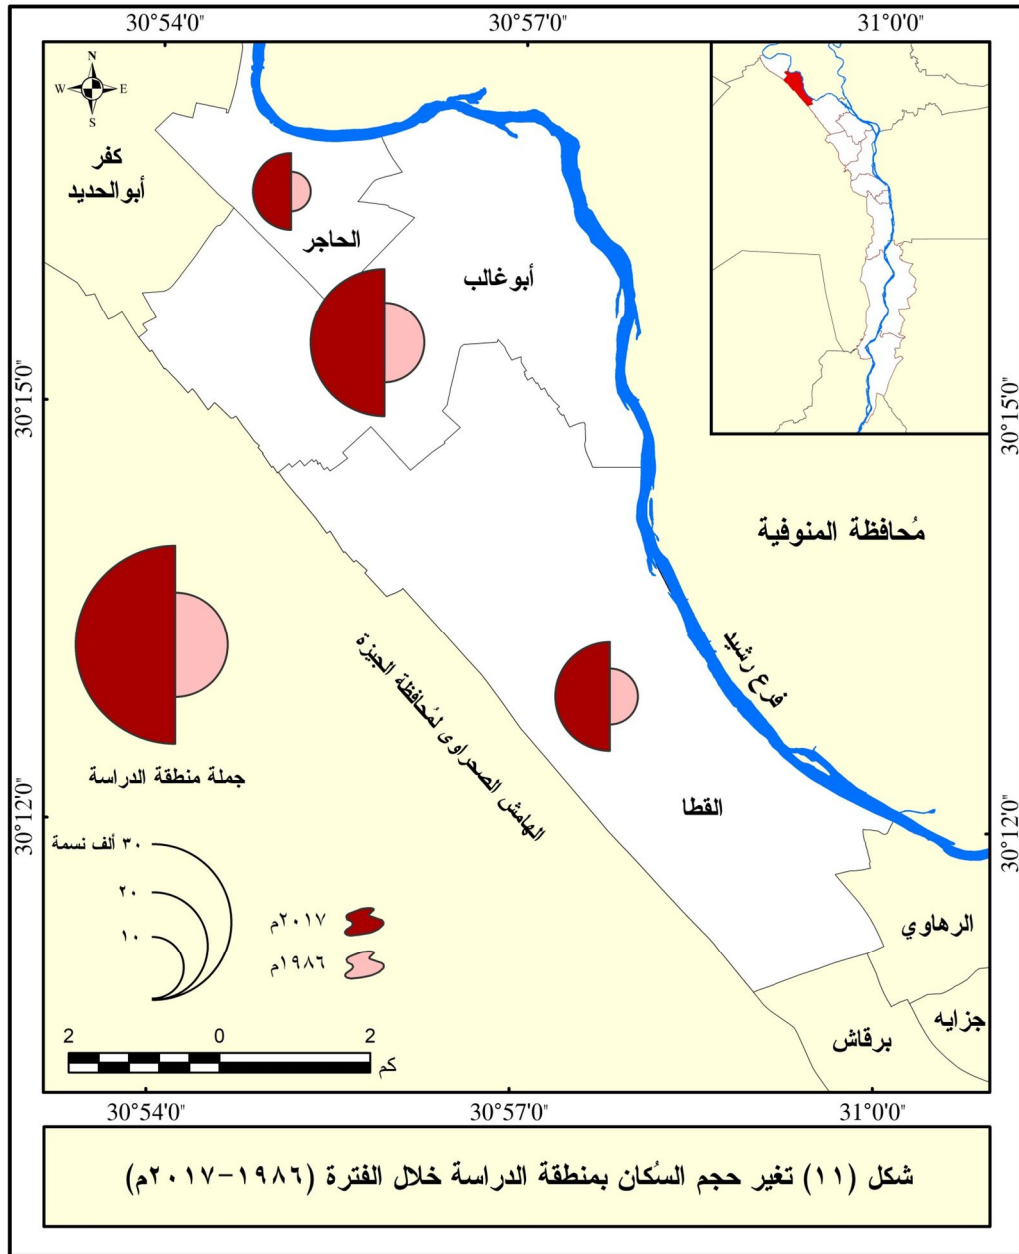 30°54'0" 30°57'0" 31°0'0"
N
W E
S
كفر
أبوالحديد
الحاجر
أبوغالب
30°15'0" 30°15'0"
مُحافظة المنوفية
فرع رشيد
الهامش الصحراوى لمُحافظة الجيزة
جملة منطقة الدراسة
القطا
30°12'0" 30°12'0"
٣٠ ألف نسمة
٢٠
١٠
٢٠١٧م
١٩٨٦م
الرهاوي
جزايه
برقاش
2 0 2
كم
30°54'0" 30°57'0" 31°0'0"
شكل (١١) تغير حجم السُكان بمنطقة الدراسة خلال الفترة (١٩٨٦-٢٠١٧م)